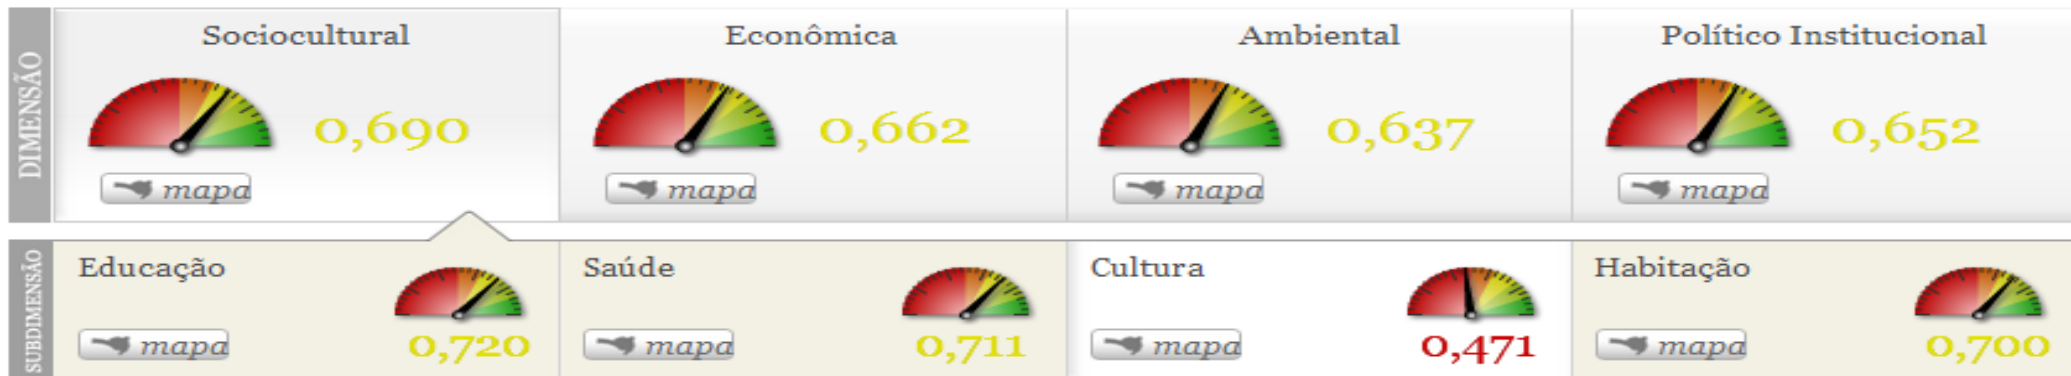 DIMENSÃO
Sociocultural
0,690
mapa
Econômica
0,662
mapa
Ambiental
0,637
mapa
Político Institucional
0,652
mapa
SUBDIMENSÃO
Educação
0,720
mapa
Saúde
0,711
mapa
Cultura
0,471
mapa
Habitação
0,700
mapa